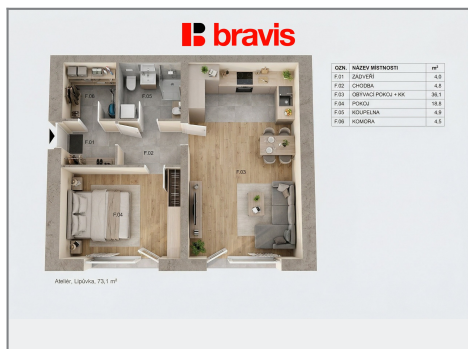 bravis
OZN. NÁZEV MÍSTNOSTI m²
F.01 ZÁDVEŘÍ 4,0
F.02 CHODBA 4,8
F.03 OBÝVACÍ POKOJ + KK 36,1
F.04 POKOJ 18,8
F.05 KOUPELNA 4,9
F.06 KOMORA 4,5
F.06
F.05
F.01
F.02
F.03
F.04
Ateliér, Lipůvka, 73,1 m²